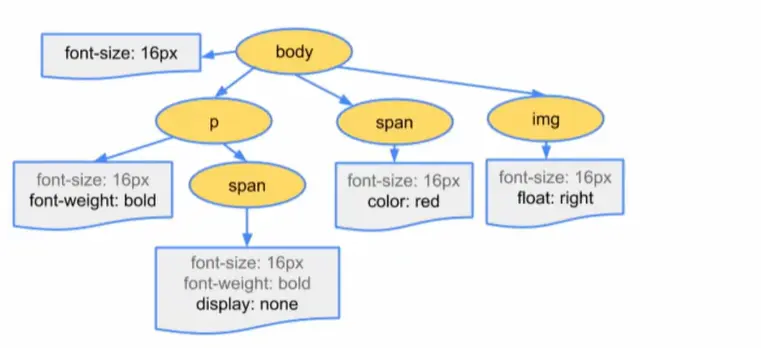 font-size: 16px
body
p
span
img
font-size: 16px
font-weight: bold
span
font-size: 16px
color: red
font-size: 16px
float: right
font-size: 16px
font-weight: bold
display: none